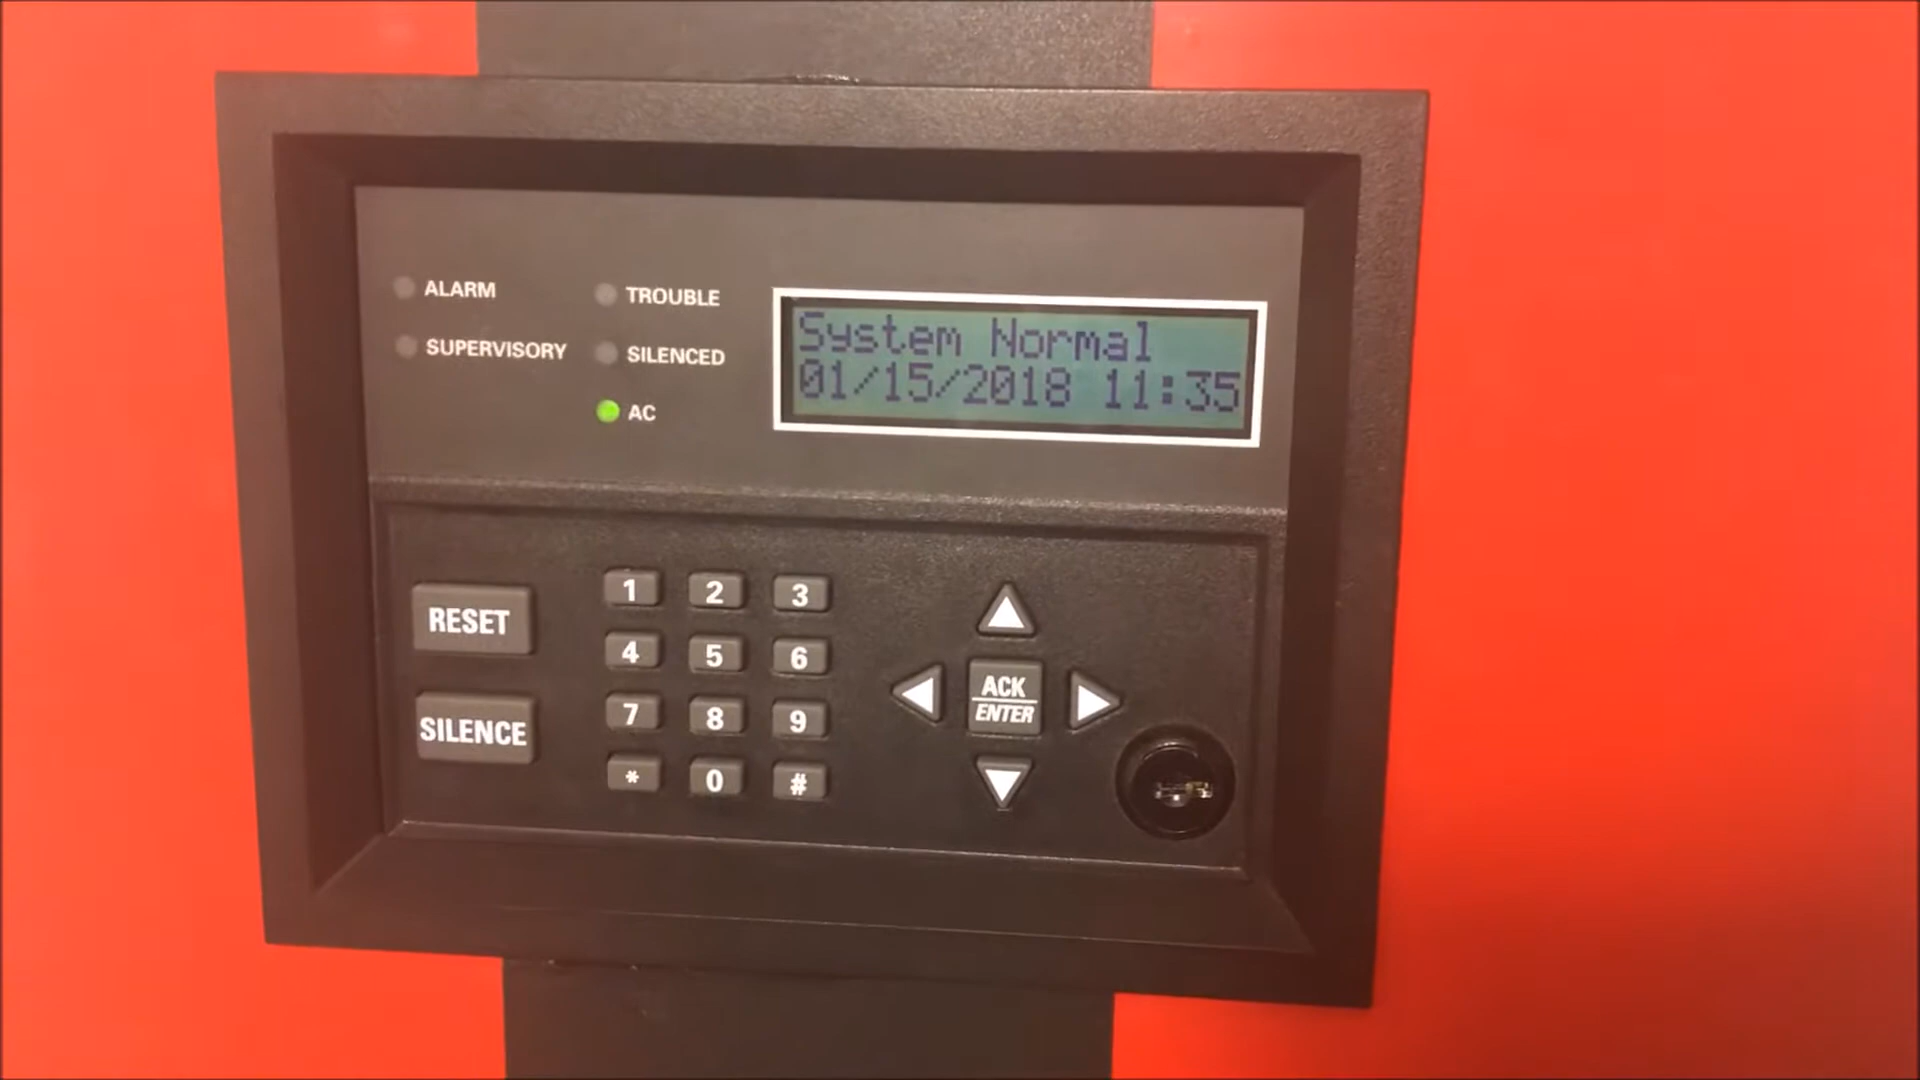 ALARM
SUPERVISORY
TROUBLE
SILENCED
AC
System Normal
01/15/2018 11:35
RESET
SILENCE
1 2 3
4 5 6
7 8 9
* 0 #
ACK
ENTER